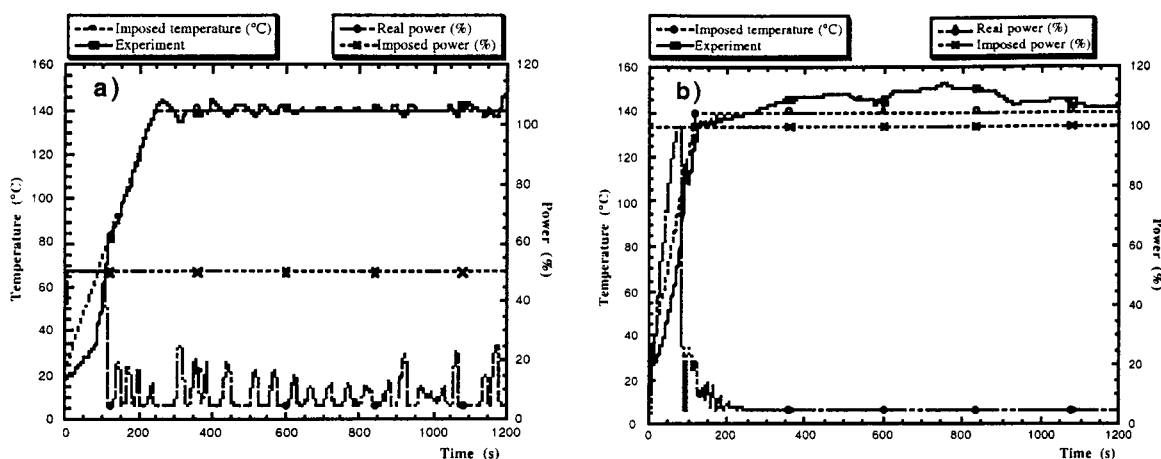 Imposed temperature (°C)
Experiment
Real power (%)
Imposed power (%)
a)
160
140
120
100
80
60
40
20
0
Temperature (°C)
120
100
80
60
40
20
0
Power (%)
0
200
400
600
800
1000
1200
Time (s)
Imposed temperature (°C)
Experiment
Real power (%)
Imposed power (%)
b)
160
140
120
100
80
60
40
20
0
Temperature (°C)
120
100
80
60
40
20
0
Power (%)
0
200
400
600
800
1000
1200
Time (s)